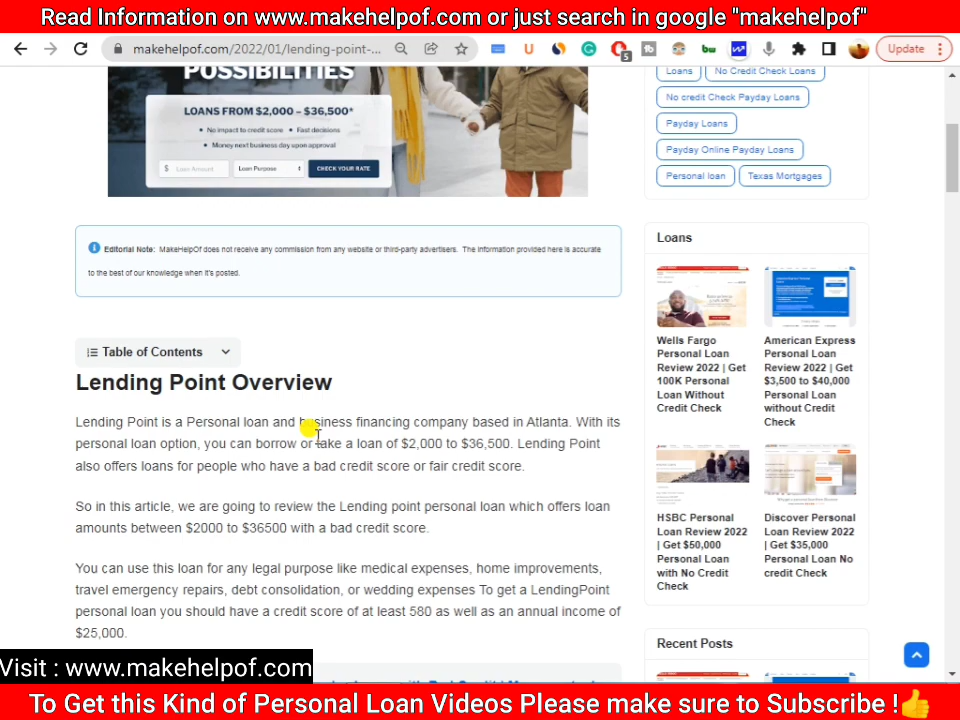 Read Information on www.makehelpof.com or just search in google "makehelpof"
makehelpof.com/2022/01/lending-point-...
5
Update
POSSIBILITIES
LOANS FROM $2,000 – $36,500*
• No impact to credit score • Fast decisions
• Money next business day upon approval
$ Loan Amount
Loan Purpose
CHECK YOUR RATE
Loans
No Credit Check Loans
No credit Check Payday Loans
Payday Loans
Payday Online Payday Loans
Personal loan
Texas Mortgages
Editorial Note: MakeHelpOf does not receive any commission from any website or third-party advertisers. The information provided here is accurate
to the best of our knowledge when it's posted.
Table of Contents
Lending Point Overview
Lending Point is a Personal loan and business financing company based in Atlanta. With its
personal loan option, you can borrow or take a loan of $2,000 to $36,500. Lending Point
also offers loans for people who have a bad credit score or fair credit score.
So in this article, we are going to review the Lending point personal loan which offers loan
amounts between $2000 to $36500 with a bad credit score.
You can use this loan for any legal purpose like medical expenses, home improvements,
travel emergency repairs, debt consolidation, or wedding expenses To get a LendingPoint
personal loan you should have a credit score of at least 580 as well as an annual income of
$25,000.
Loans
Wells Fargo
Personal Loan
Review 2022 | Get
100K Personal
Loan Without
Credit Check
American Express
Personal Loan
Review 2022 | Get
$3,500 to $40,000
Personal Loan
without Credit
Check
HSBC Personal
Loan Review 2022
| Get $50,000
Personal Loan
with No Credit
Check
Discover Personal
Loan Review 2022
| Get $35,000
Personal Loan No
credit Check
Recent Posts
Visit : www.makehelpof.com
To Get this Kind of Personal Loan Videos Please make sure to Subscribe !